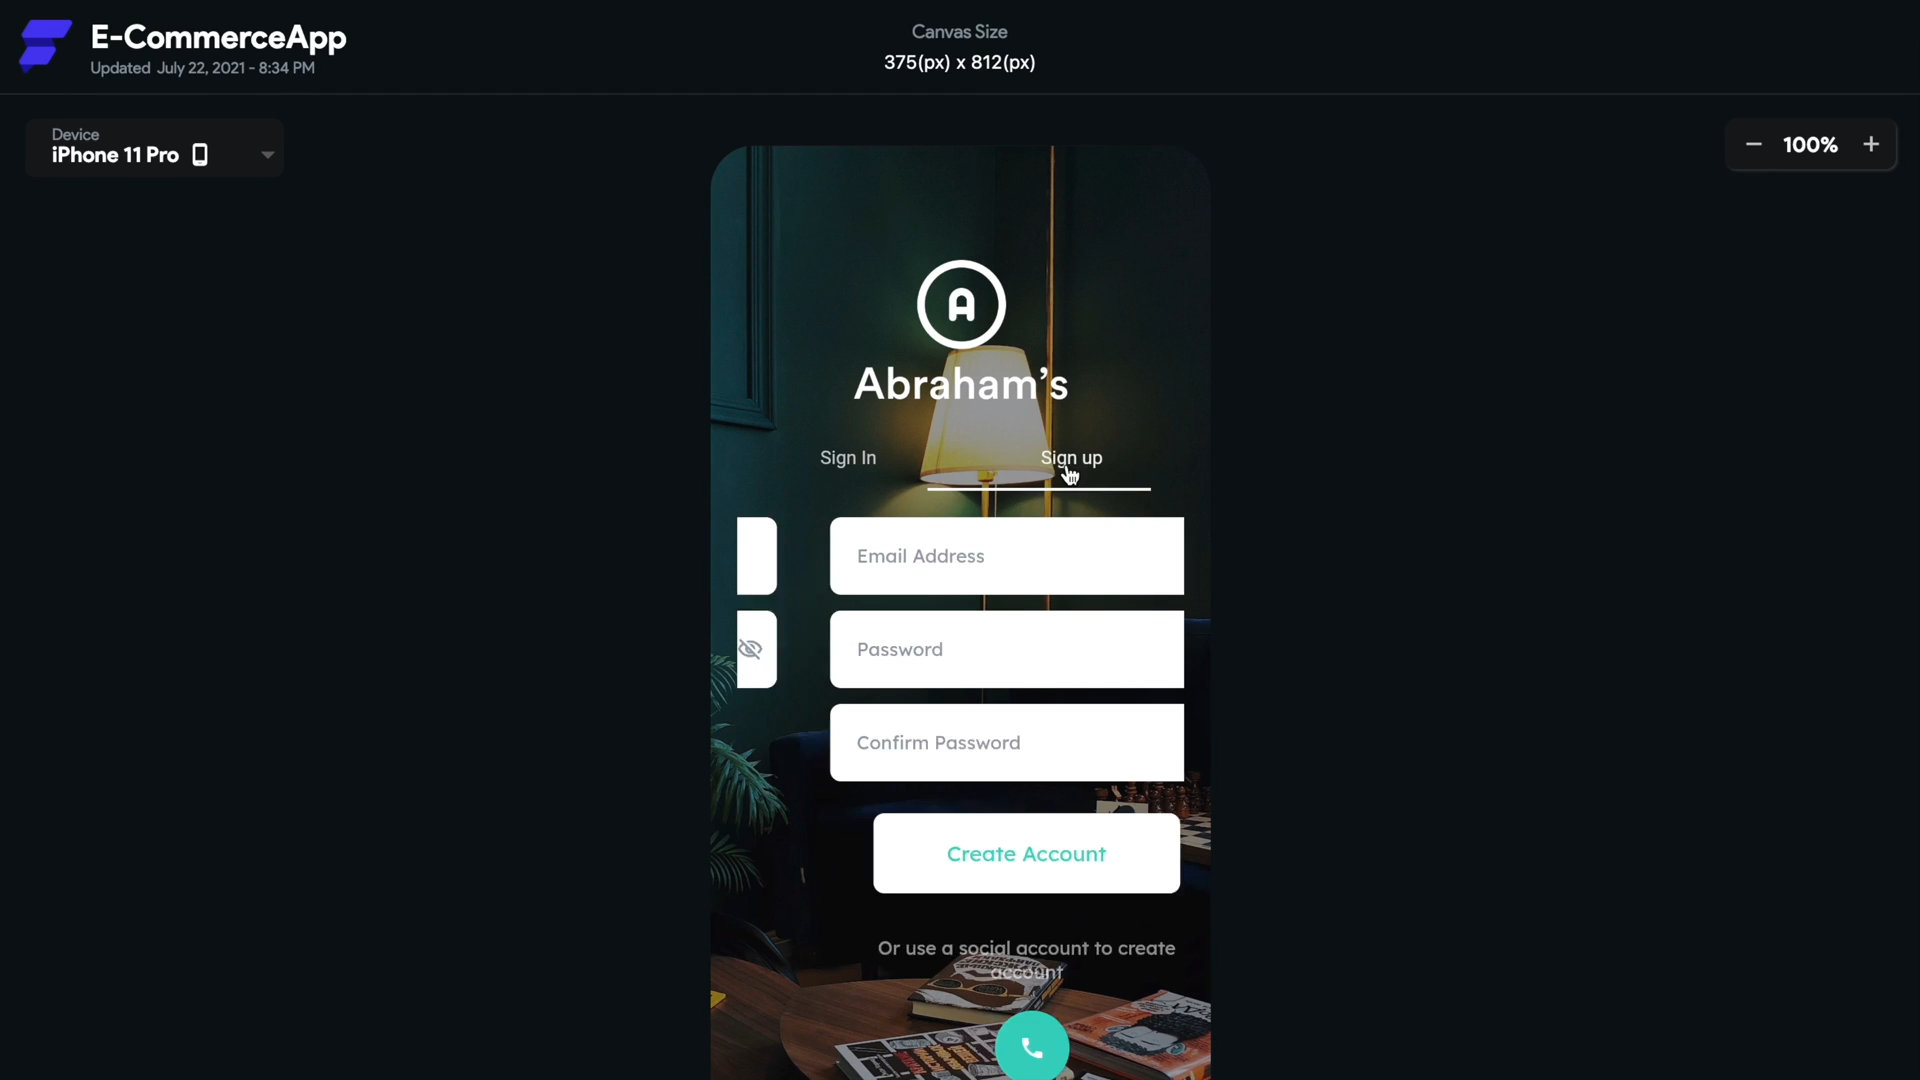 E-CommerceApp
Updated July 22, 2021 - 8:34 PM
Canvas Size
375(px) x 812(px)
Device
iPhone 11 Pro
100%
A
Abraham's
Sign In
Sign up
Email Address
Password
Confirm Password
Create Account
Or use a social account to create
account